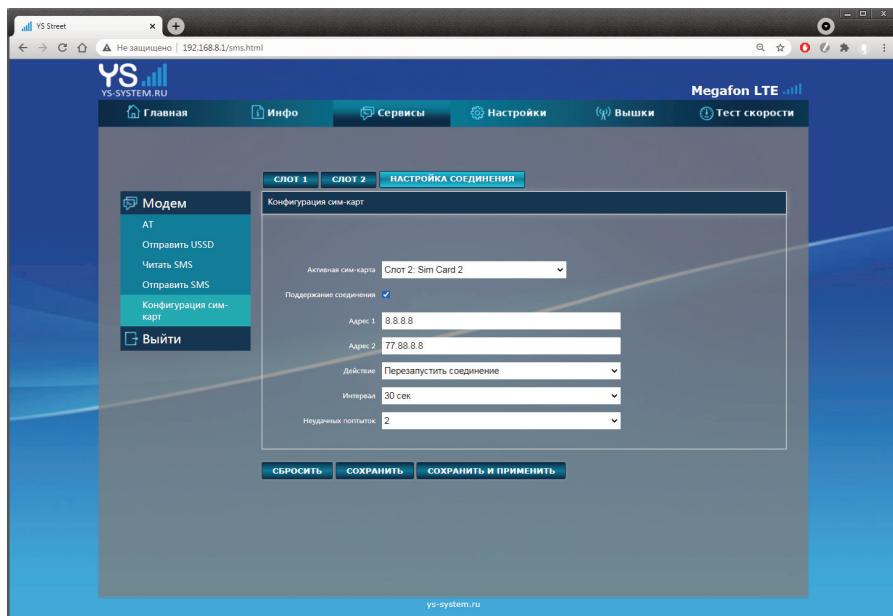 YS Street
Не защищено | 192.168.8.1/sms.html
YS
YS-SYSTEM.RU
Megafon LTE
Главная Инфо Сервисы Настройки Вышки Тест скорости
СЛОТ 1 СЛОТ 2 НАСТРОЙКА СОЕДИНЕНИЯ
Модем
AT
Отправить USSD
Читать SMS
Отправить SMS
Конфигурация сим-
карт
Выйти
Конфигурация сим-карт
Активная сим-карта Слот 2: Sim Card 2
Поддержание соединения
Адрес 1 8.8.8.8
Адрес 2 77.88.8.8
Действие Перезапустить соединение
Интервал 30 сек
Неудачных поптыток 2
СБРОСИТЬ СОХРАНИТЬ СОХРАНИТЬ И ПРИМЕНИТЬ
ys-system.ru